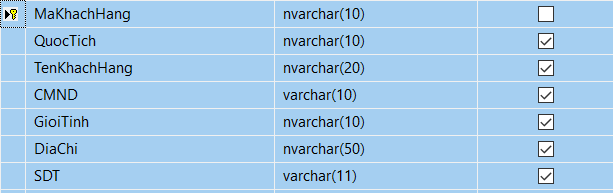 MaKhachHang nvarchar(10)
QuocTich nvarchar(10)
TenKhachHang nvarchar(20)
CMND varchar(10)
GioiTinh nvarchar(10)
DiaChi nvarchar(50)
SDT varchar(11)